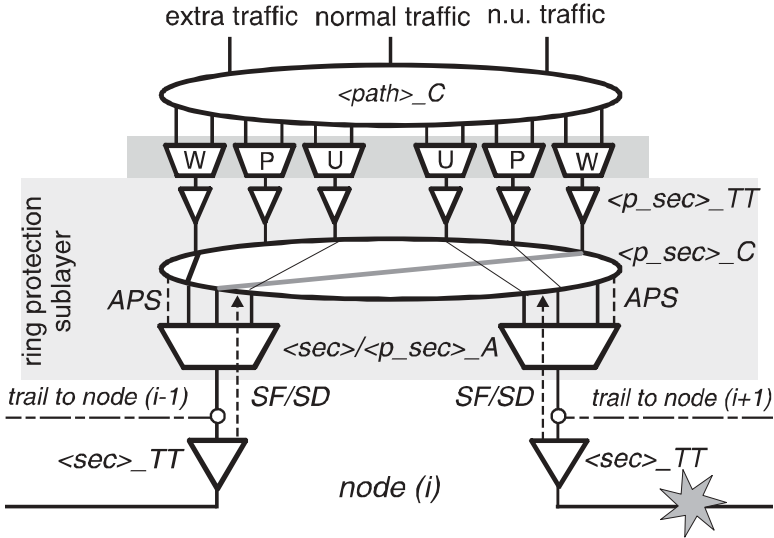 extra traffic normal traffic n.u. traffic
<path>_C
W P U U P W
<p_sec>_TT
<p_sec>_C
ring protection
sublayer
APS APS
<sec>/<p_sec>_A
trail to node (i-1) SF/SD SF/SD trail to node (i+1)
<sec>_TT <sec>_TT
node (i)